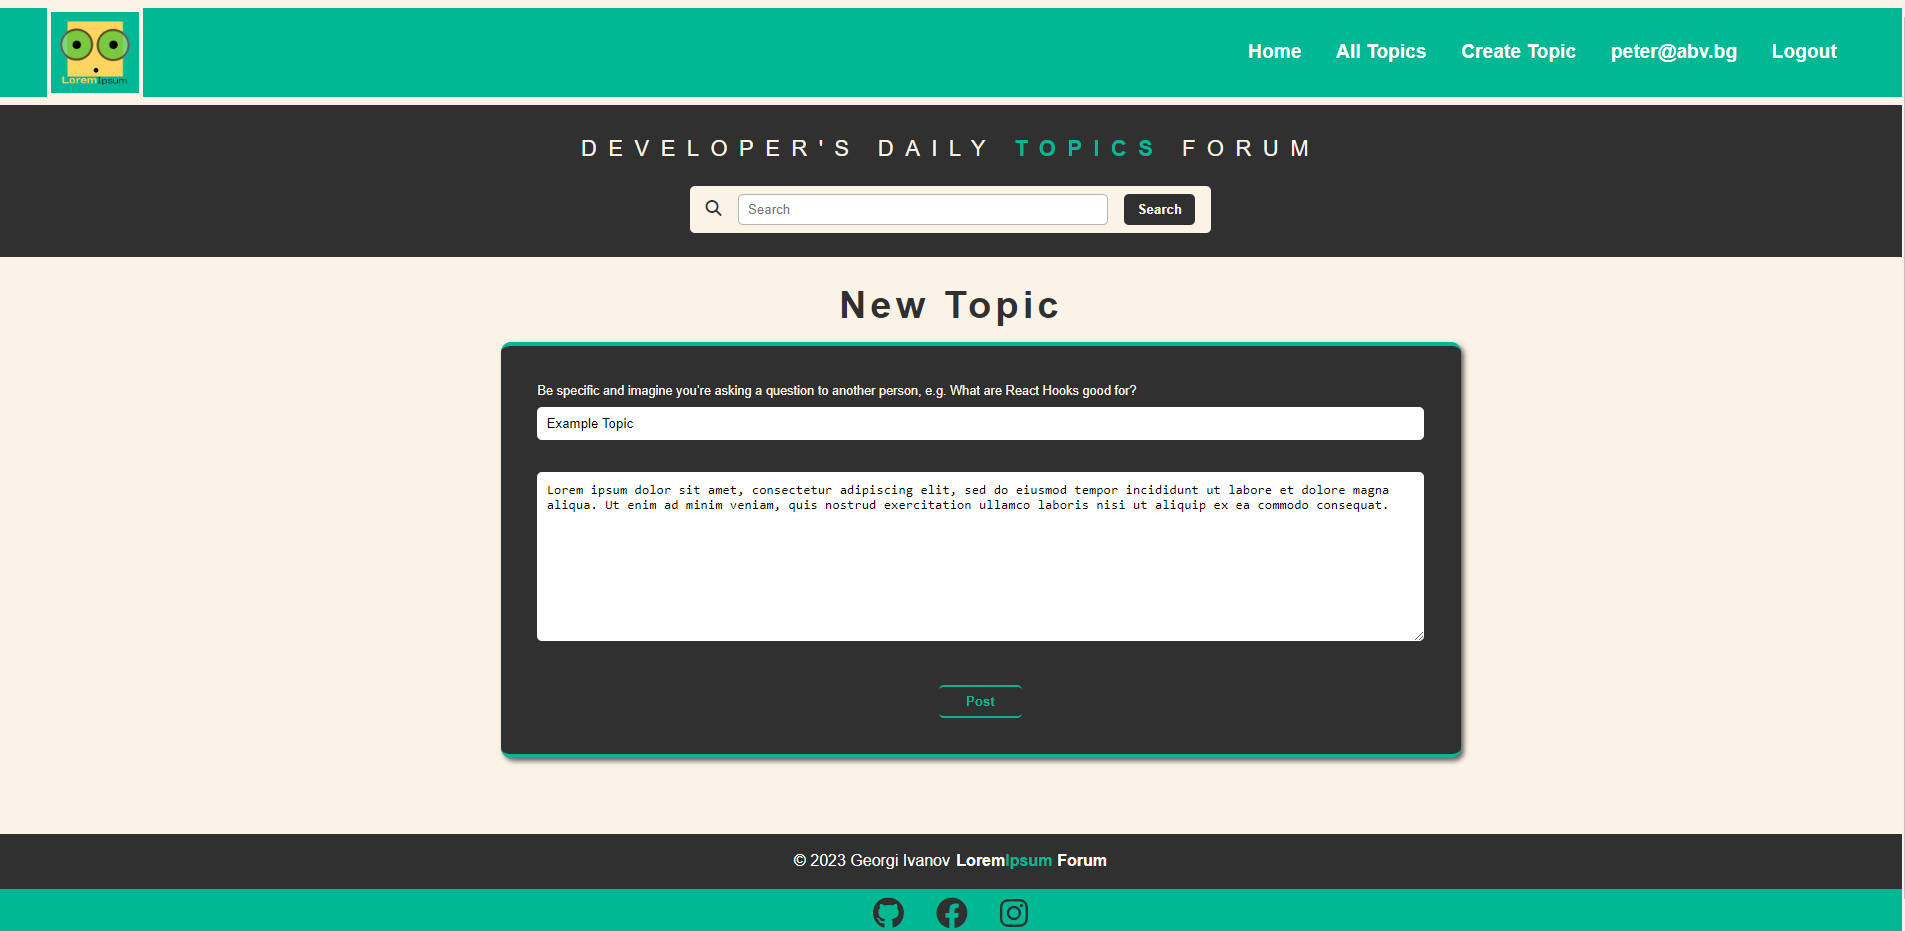 LoremIpsum
Home All Topics Create Topic peter@abv.bg Logout
DEVELOPER'S DAILY TOPICS FORUM
Search Search
New Topic
Be specific and imagine you're asking a question to another person, e.g. What are React Hooks good for?
Example Topic
Lorem ipsum dolor sit amet, consectetur adipiscing elit, sed do eiusmod tempor incididunt ut labore et dolore magna
aliqua. Ut enim ad minim veniam, quis nostrud exercitation ullamco laboris nisi ut aliquip ex ea commodo consequat.
Post
© 2023 Georgi Ivanov LoremIpsum Forum